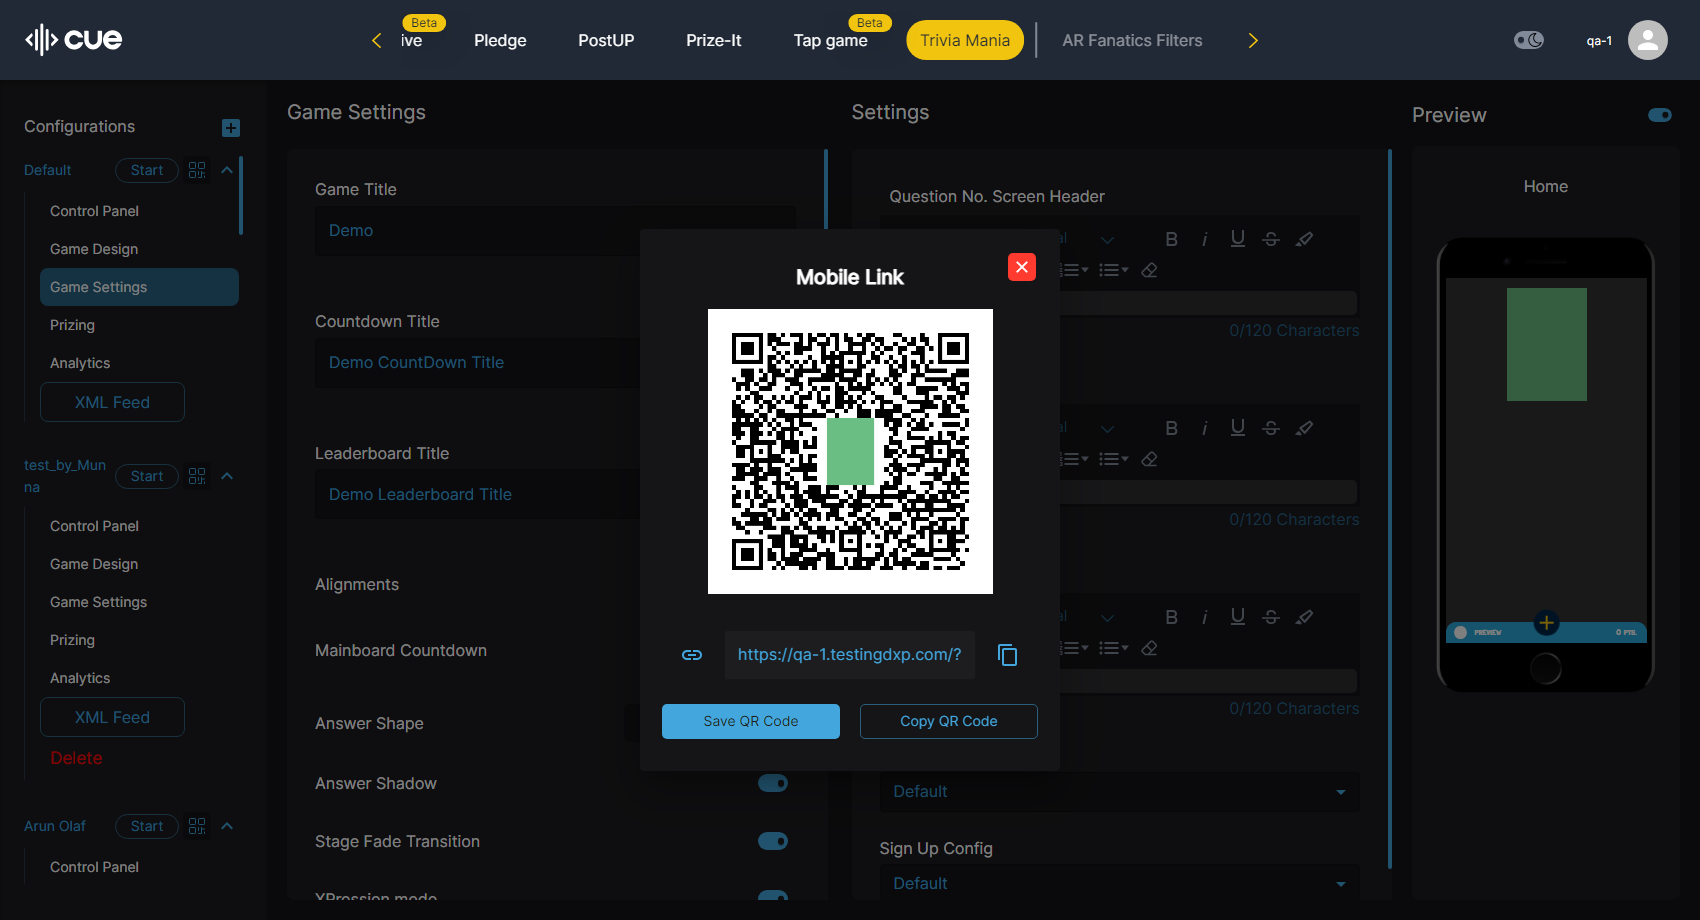 cue
Beta
ive
Pledge
PostUP
Prize-It
Tap game
Beta
Trivia Mania
AR Fanatics Filters
qa-1
Configurations
Default
Start
Control Panel
Game Design
Game Settings
Prizing
Analytics
XML Feed
test_by_Mun
na
Start
Control Panel
Game Design
Game Settings
Prizing
Analytics
XML Feed
Delete
Arun Olaf
Start
Control Panel
Game Settings
Game Title
Demo
Countdown Title
Demo CountDown Title
Leaderboard Title
Demo Leaderboard Title
Alignments
Mainboard Countdown
Answer Shape
Answer Shadow
Stage Fade Transition
XPression mode
Mobile Link
https://qa-1.testingdxp.com/?
Save QR Code
Copy QR Code
Settings
Question No. Screen Header
al
B i U S
0/120 Characters
al
B i U S
0/120 Characters
al
B i U S
0/120 Characters
Default
Sign Up Config
Default
Preview
Home
PREVIEW
0 PTS.